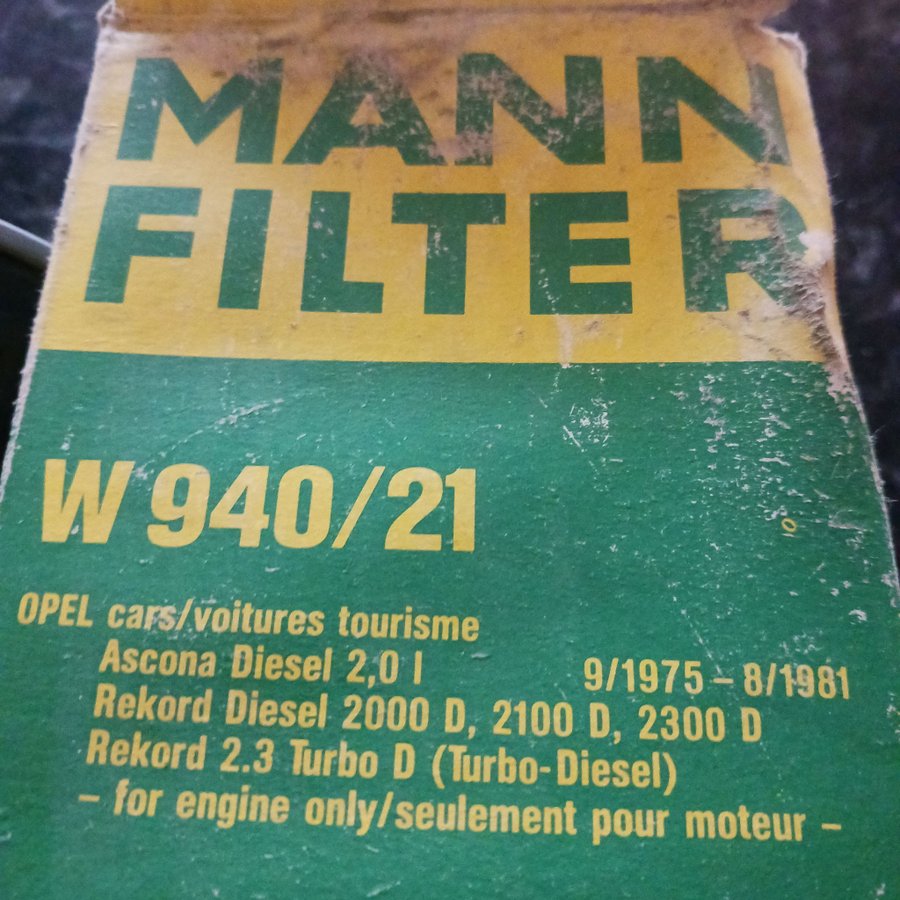 MANN
FILTER
W 940/21
OPEL cars/voitures tourisme
Ascona Diesel 2,0 l 9/1975 – 8/1981
Rekord Diesel 2000 D, 2100 D, 2300 D
Rekord 2.3 Turbo D (Turbo-Diesel)
– for engine only/seulement pour moteur –